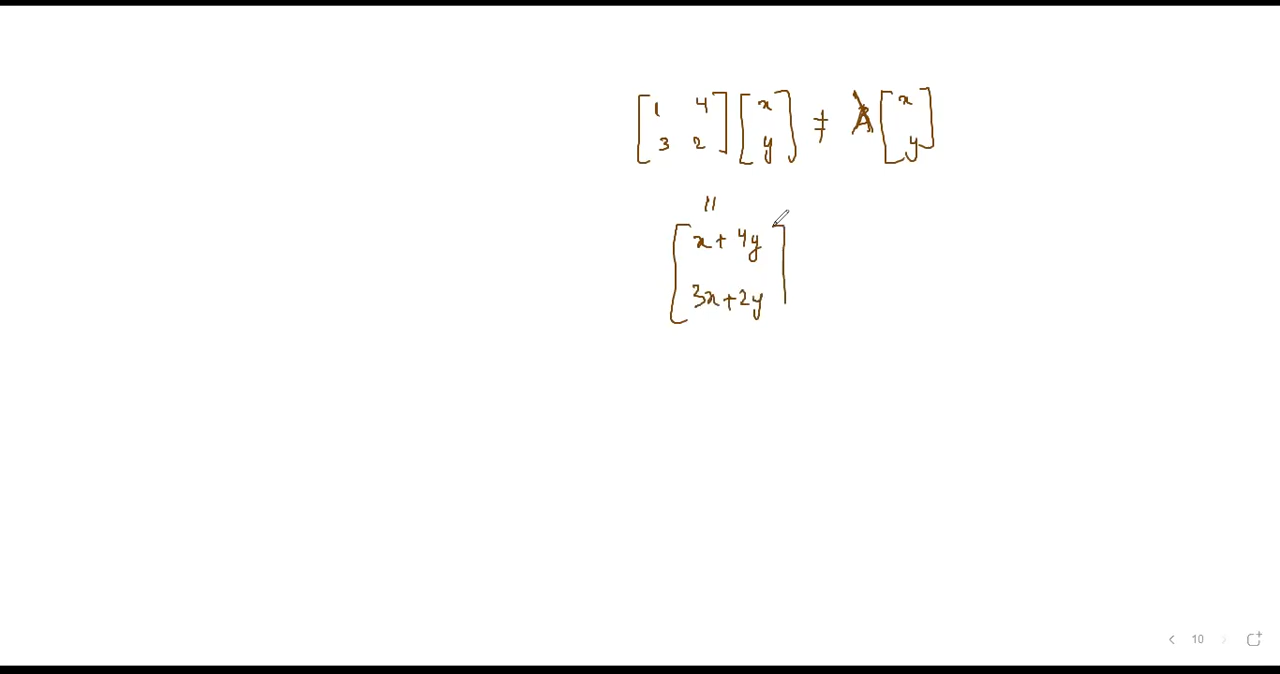 [1 4] [x] ≠ [x]
[3 2] [y] [y]
=
[x + 4y]
[3x + 2y]
10